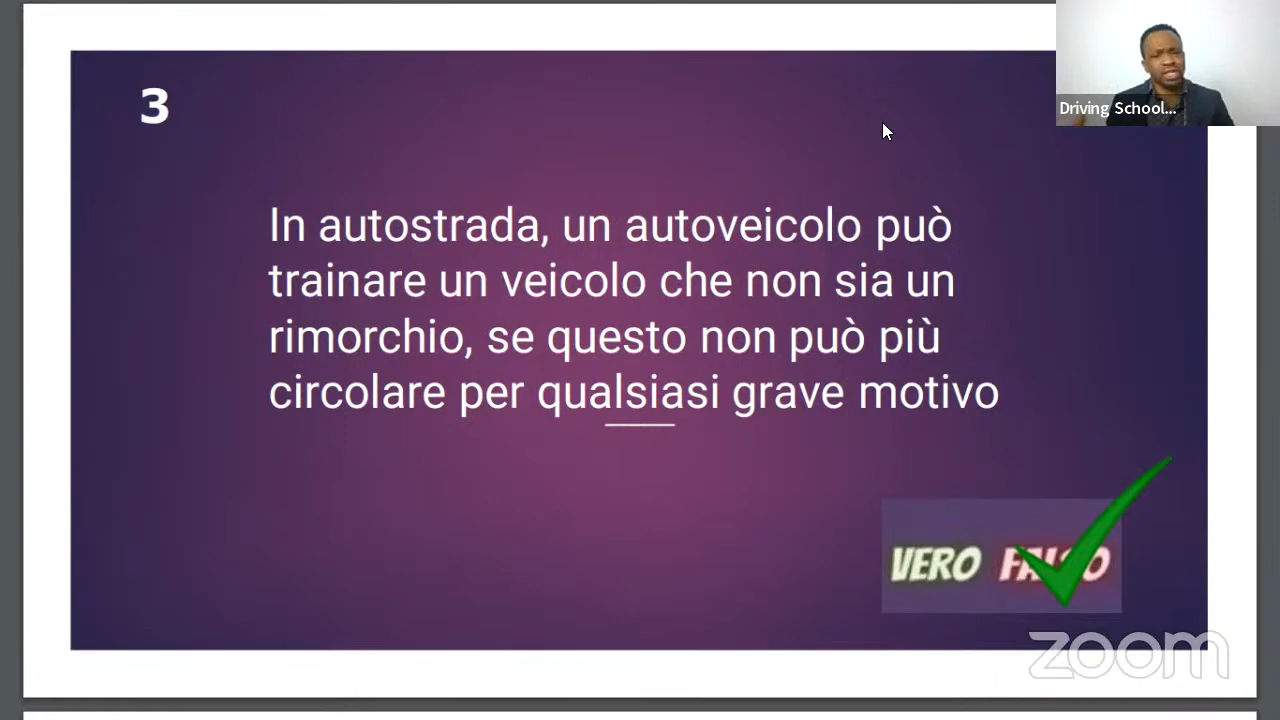 3
Driving School...
In autostrada, un autoveicolo può
trainare un veicolo che non sia un
rimorchio, se questo non può più
circolare per qualsiasi grave motivo
VERO FALSO
zoom